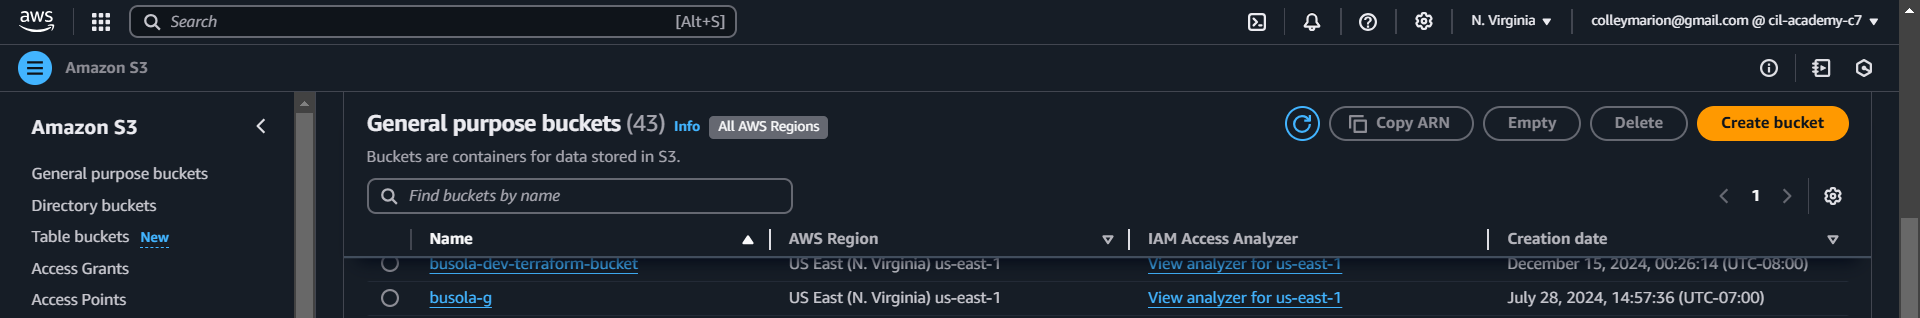 aws Search [Alt+S] N. Virginia colleymarion@gmail.com @ cil-academy-c7
Amazon S3
Amazon S3
General purpose buckets
Directory buckets
Table buckets New
Access Grants
Access Points
General purpose buckets (43) Info All AWS Regions Copy ARN Empty Delete Create bucket
Buckets are containers for data stored in S3.
Find buckets by name 1
Name AWS Region IAM Access Analyzer Creation date
busola-dev-terraform-bucket US East (N. Virginia) us-east-1 View analyzer for us-east-1 December 15, 2024, 00:26:14 (UTC-08:00)
busola-g US East (N. Virginia) us-east-1 View analyzer for us-east-1 July 28, 2024, 14:57:36 (UTC-07:00)